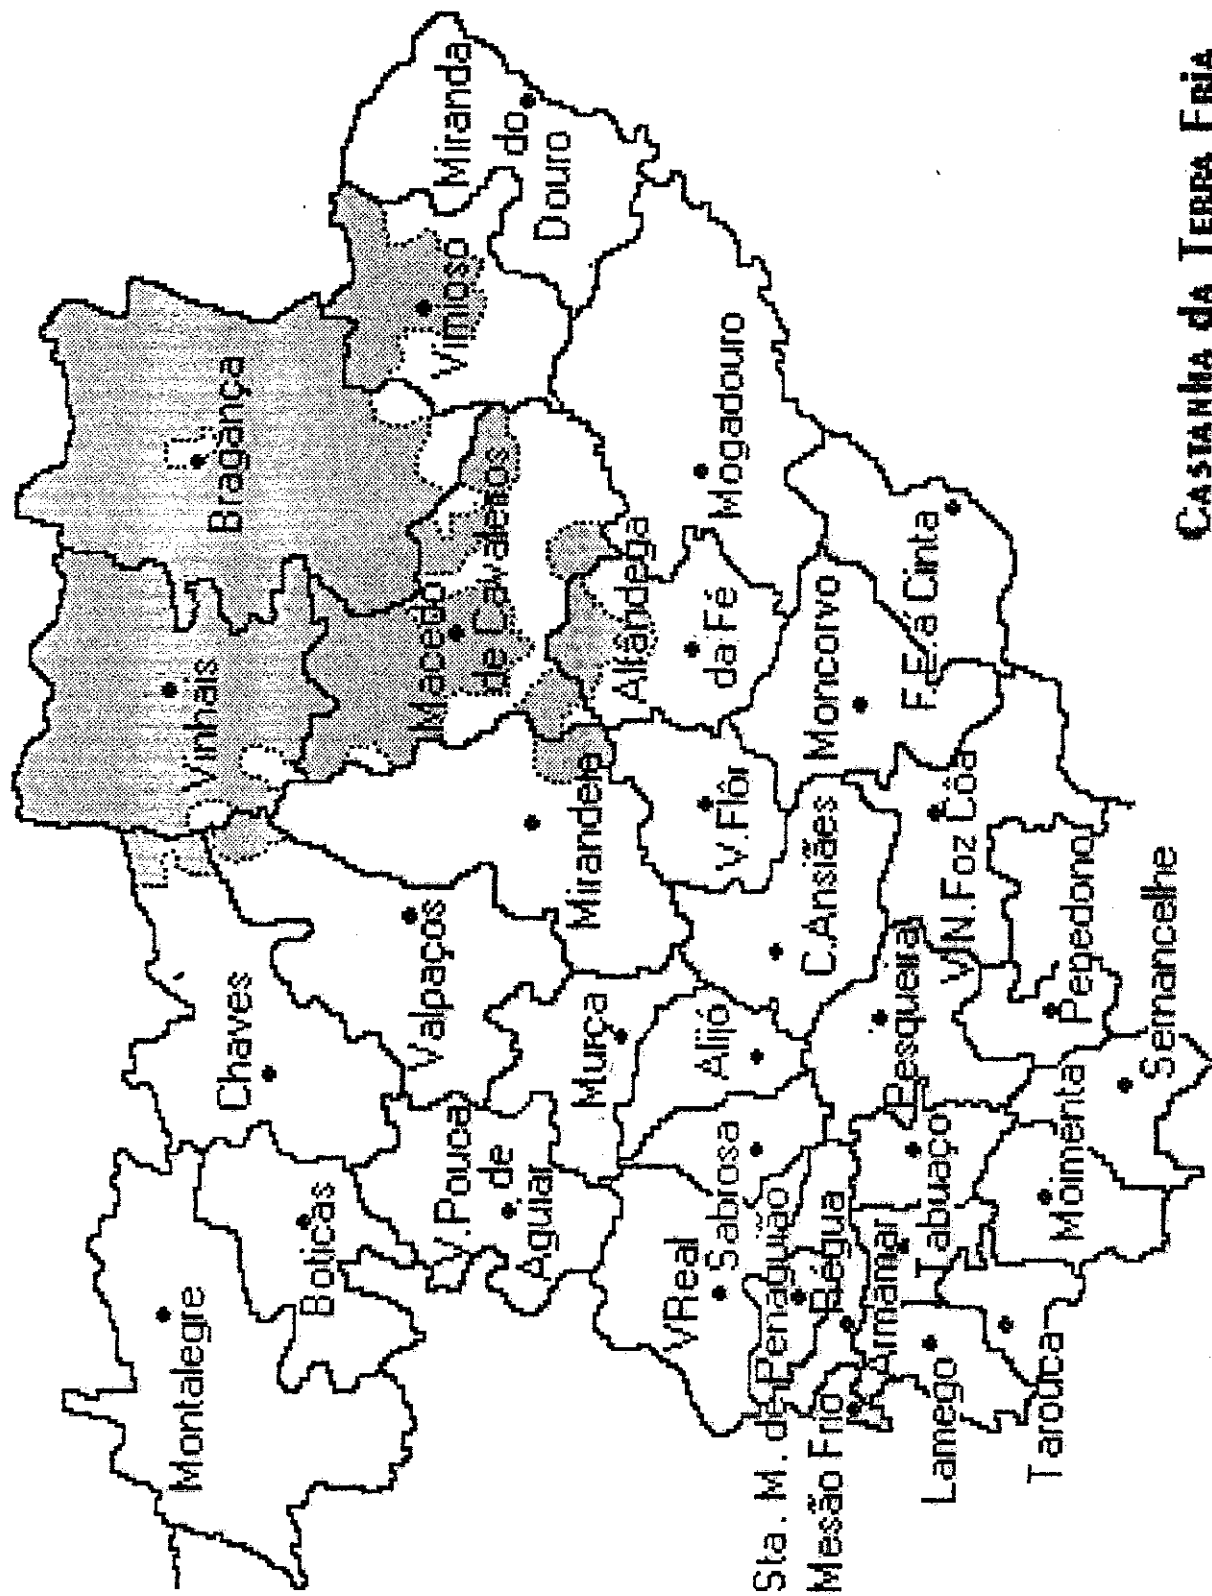 Montalegre
Boticas
Chaves
Vinhais
Bragança
Vimioso
Miranda
do
Douro
Macedo
de Cavaleiros
Valpaços
Mirandela
Alfândega
da Fé
Mogadouro
V.Pouca
de
Aguiar
Murça
V.Flôr
Moncorvo
F.E.á Cinta
VReal
Sabrosa
Alijó
C.Ansiães
Sta. M. de Penaguião
Mesão Frio
Régua
Armamar
Tabuaço
Pesqueira
V.N.Foz Côa
Lamego
Tarouca
Moimenta
Penedono
Semancelhe
CASTANHA dA TERRA FRIA